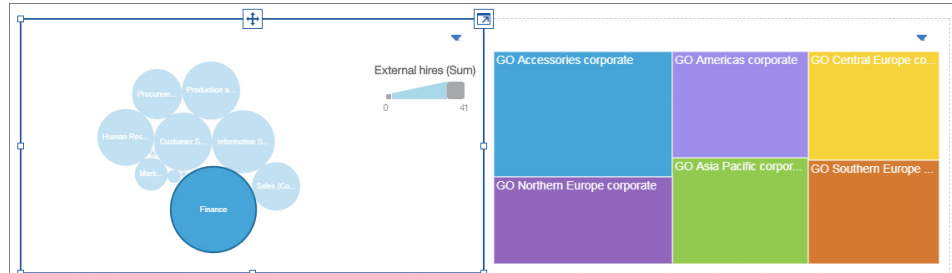 External hires (Sum)
0
41
Procurem...
Production a...
Human Res...
Customer S...
Information S...
Mark...
Sales (Co...
Finance
GO Accessories corporate
GO Americas corporate
GO Central Europe co...
GO Northern Europe corporate
GO Asia Pacific corpor...
GO Southern Europe ...